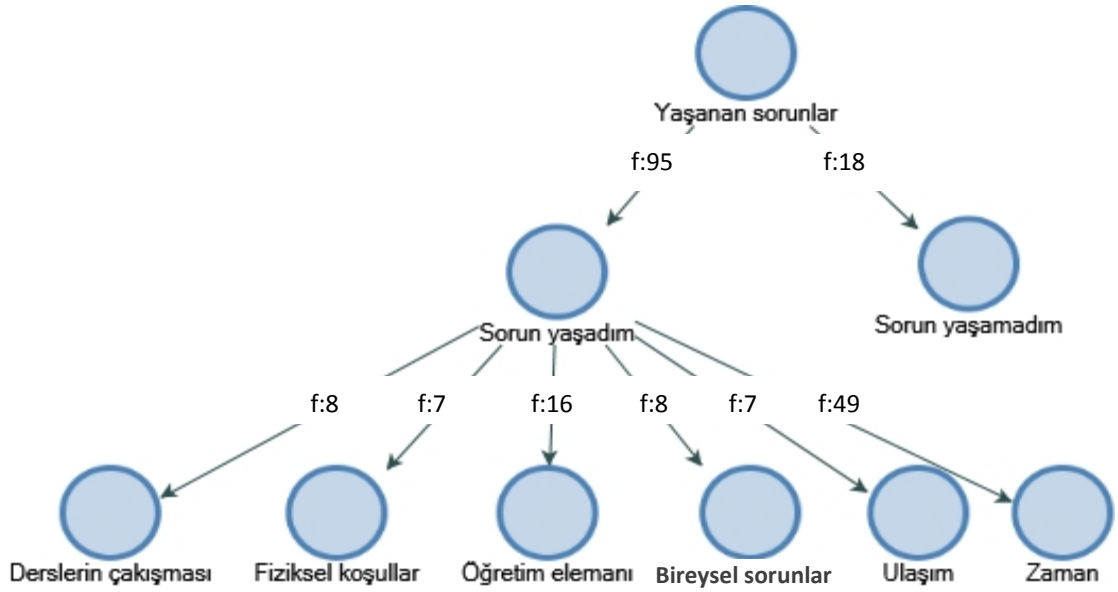 Yaşanan sorunlar
f:95
f:18
Sorun yaşadım
Sorun yaşamadım
f:8
f:7
f:16
f:8
f:7
f:49
Derslerin çakışması
Fiziksel koşullar
Öğretim elemanı
Bireysel sorunlar
Ulaşım
Zaman